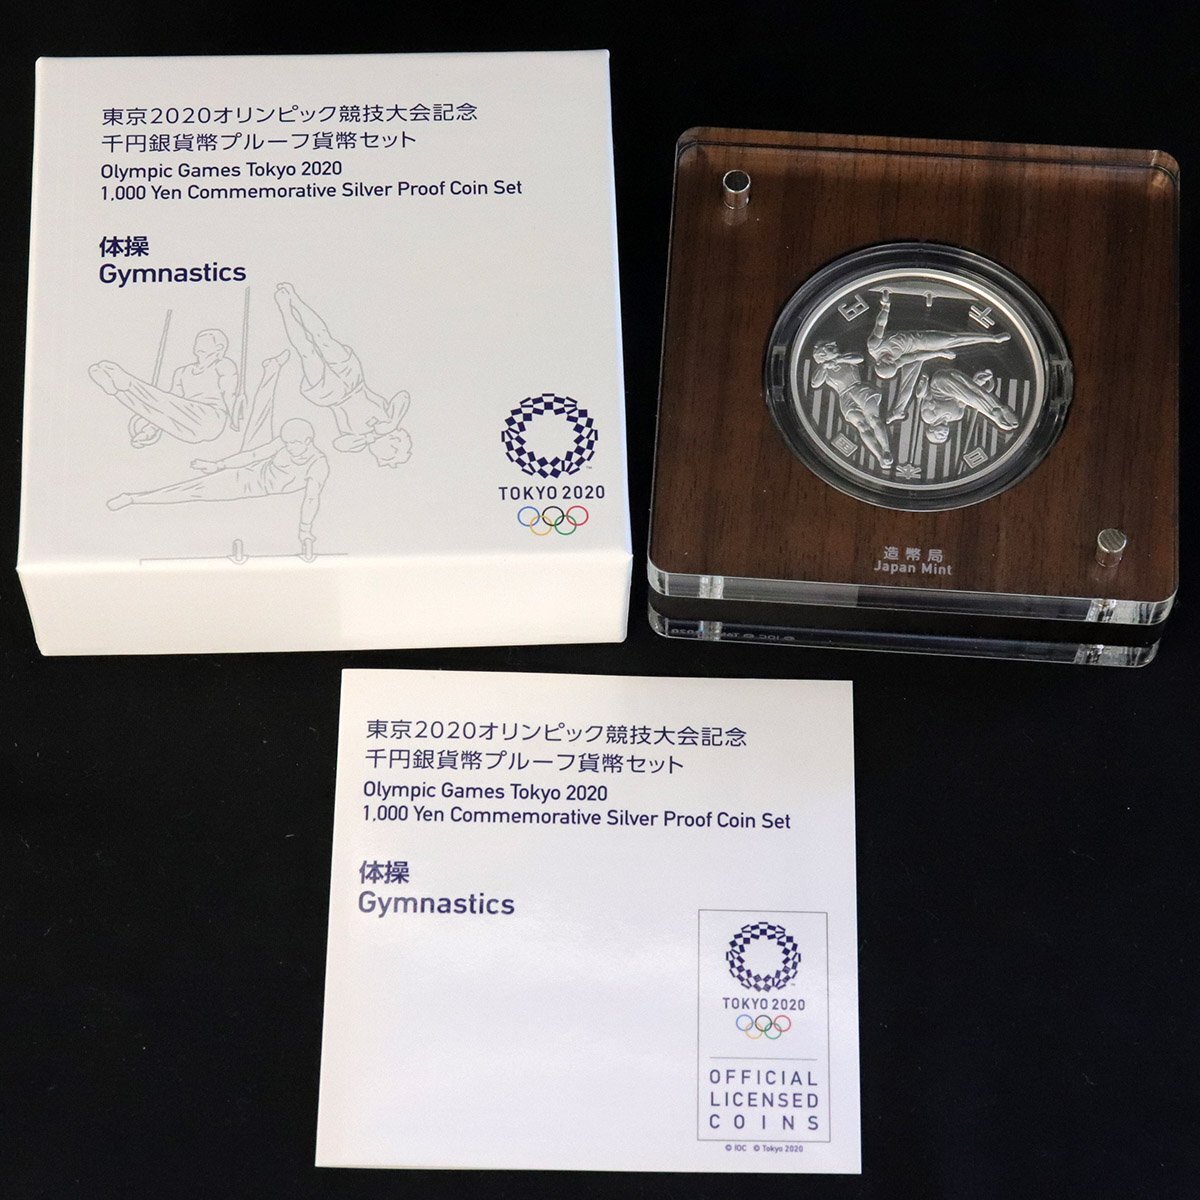 東京2020オリンピック競技大会記念
千円銀貨幣プルーフ貨幣セット
Olympic Games Tokyo 2020
1,000 Yen Commemorative Silver Proof Coin Set
体操
Gymnastics
TOKYO 2020
千円
日本国
造幣局
Japan Mint
東京2020オリンピック競技大会記念
千円銀貨幣プルーフ貨幣セット
Olympic Games Tokyo 2020
1,000 Yen Commemorative Silver Proof Coin Set
体操
Gymnastics
TOKYO 2020
OFFICIAL
LICENSED
COINS
© IOC © Tokyo 2020